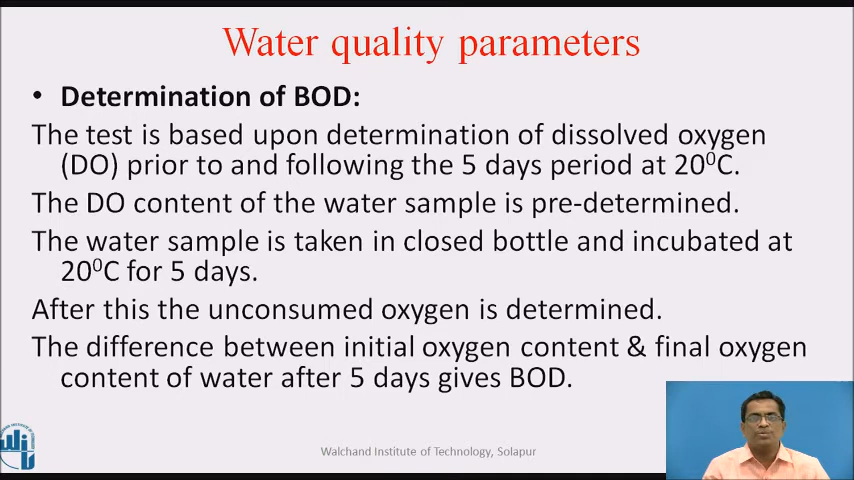 Water quality parameters
• Determination of BOD:
The test is based upon determination of dissolved oxygen
(DO) prior to and following the 5 days period at 20⁰C.
The DO content of the water sample is pre-determined.
The water sample is taken in closed bottle and incubated at
20⁰C for 5 days.
After this the unconsumed oxygen is determined.
The difference between initial oxygen content & final oxygen
content of water after 5 days gives BOD.
Walchand Institute of Technology, Solapur